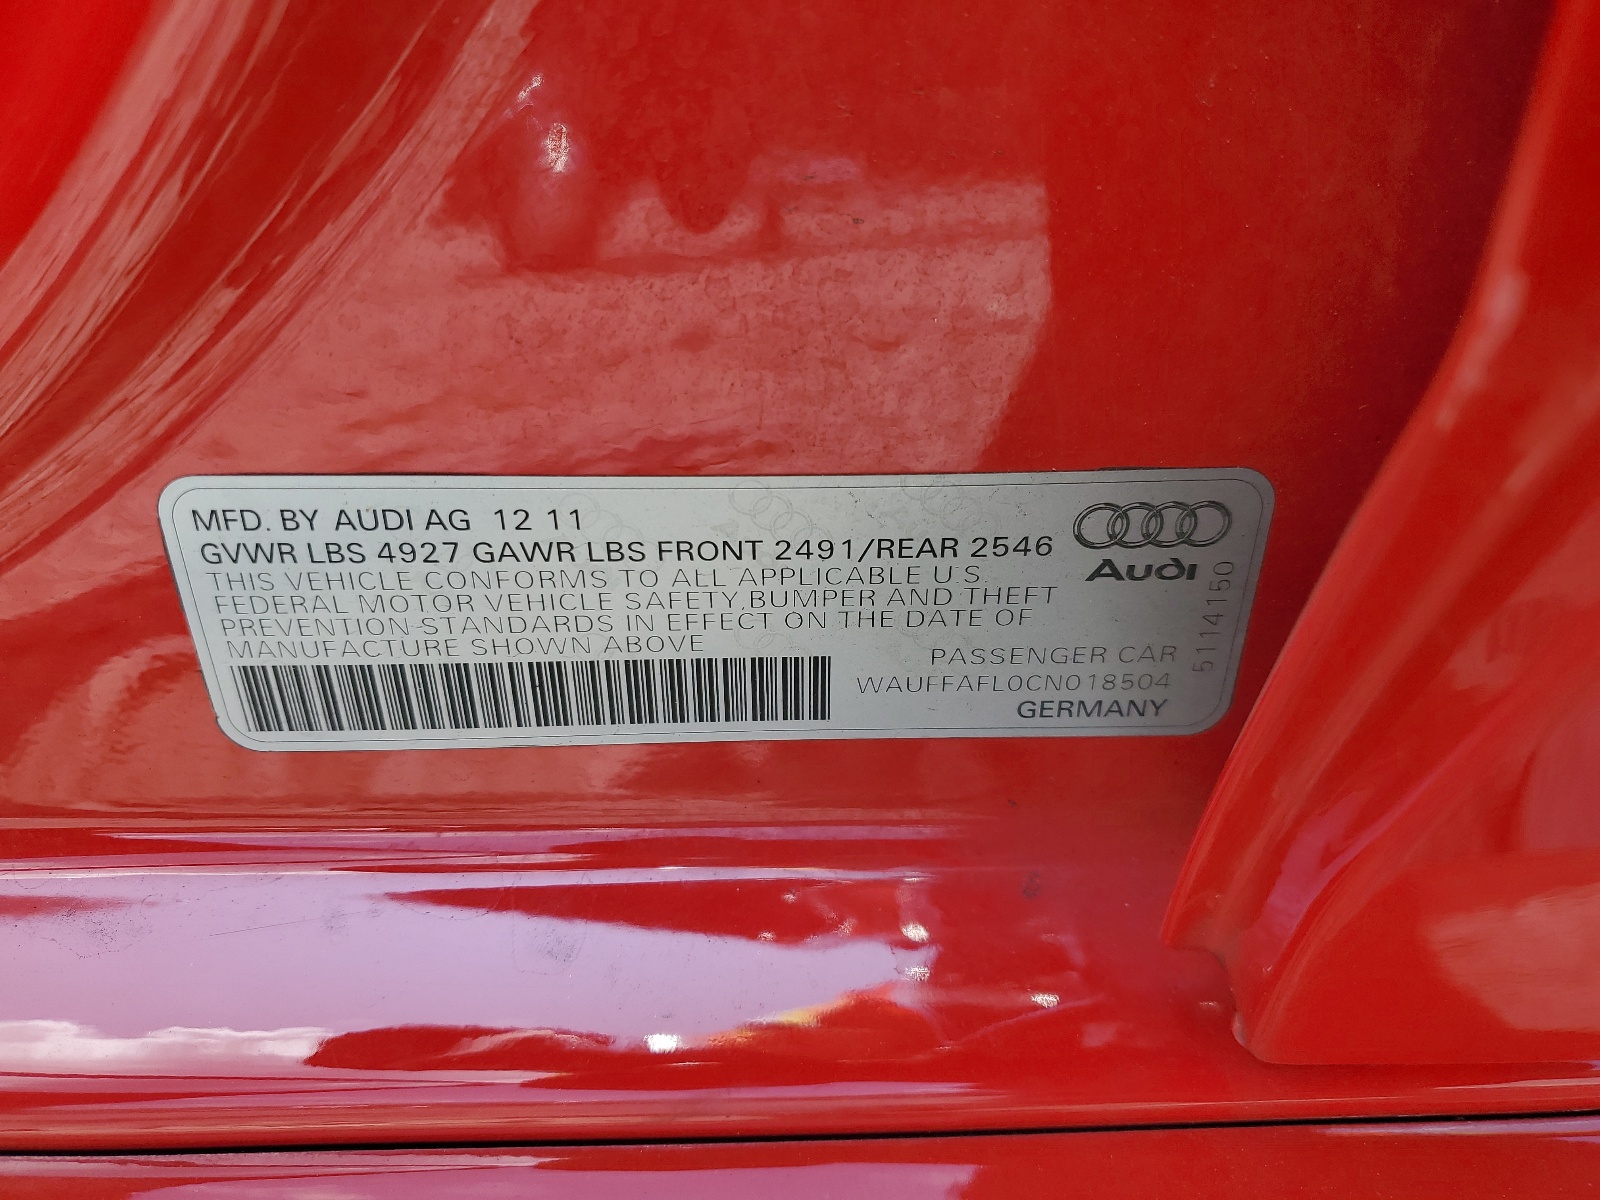 MFD. BY AUDI AG 12 11
GVWR LBS 4927 GAWR LBS FRONT 2491/REAR 2546
THIS VEHICLE CONFORMS TO ALL APPLICABLE U.S.
FEDERAL MOTOR VEHICLE SAFETY, BUMPER AND THEFT
PREVENTION STANDARDS IN EFFECT ON THE DATE OF
MANUFACTURE SHOWN ABOVE
Audi
5114150
PASSENGER CAR
WAUFFAFL0CN018504
GERMANY